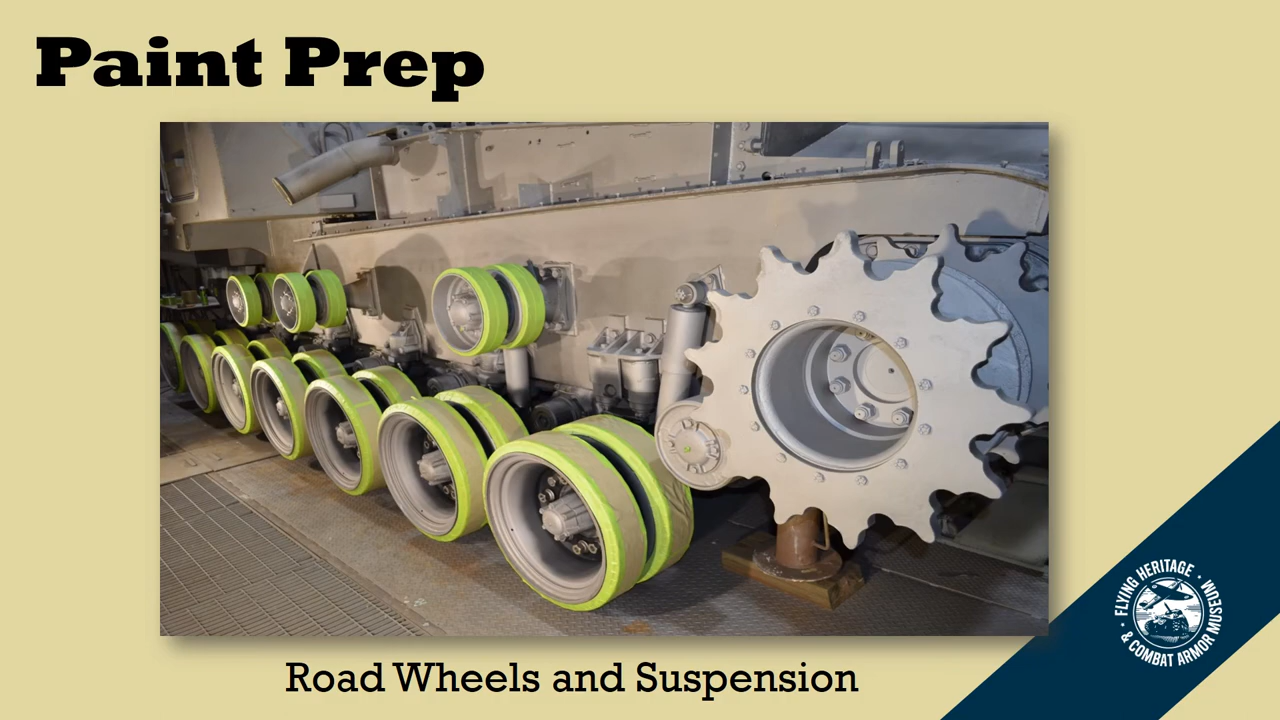 Paint Prep
Road Wheels and Suspension
FLYING HERITAGE
& COMBAT ARMOR MUSEUM